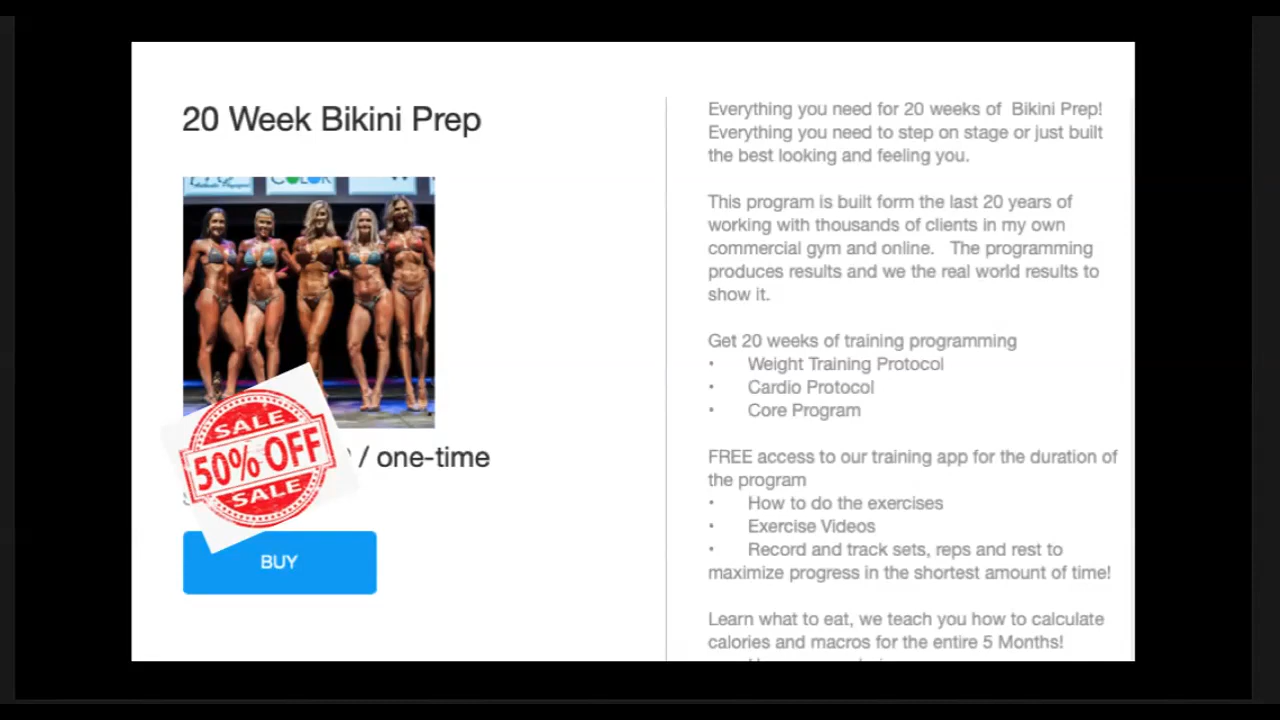 20 Week Bikini Prep
COLOR
SALE
50% OFF
SALE
/ one-time
BUY
Everything you need for 20 weeks of  Bikini Prep!
Everything you need to step on stage or just built
the best looking and feeling you.
This program is built form the last 20 years of
working with thousands of clients in my own
commercial gym and online.   The programming
produces results and we the real world results to
show it.
Get 20 weeks of training programming
•	Weight Training Protocol
•	Cardio Protocol
•	Core Program
FREE access to our training app for the duration of
the program
•	How to do the exercises
•	Exercise Videos
•	Record and track sets, reps and rest to
maximize progress in the shortest amount of time!
Learn what to eat, we teach you how to calculate
calories and macros for the entire 5 Months!